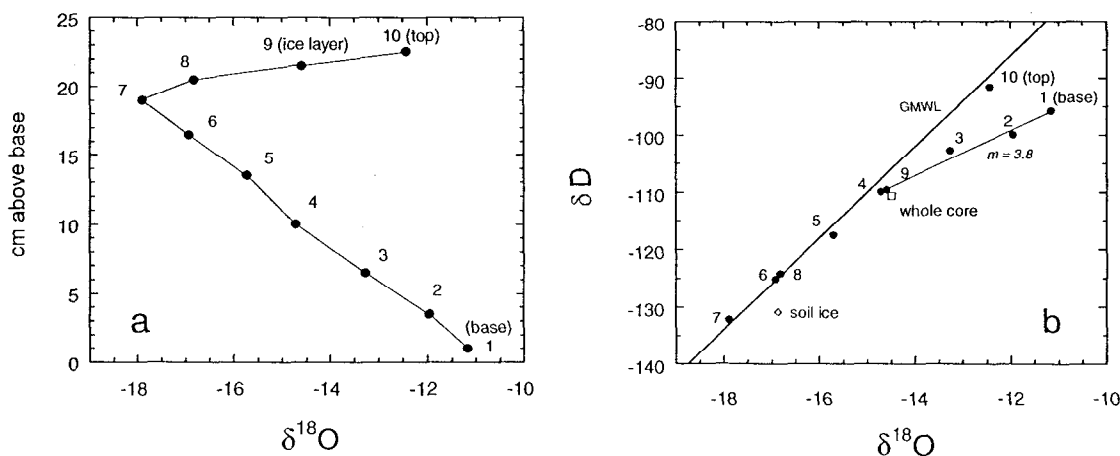 25
20
15
10
5
0
cm above base
10 (top)
9 (ice layer)
8
7
6
5
4
3
2
(base)
1
a
-18
-16
-14
-12
-10
δ18O
-80
-90
-100
-110
-120
-130
-140
δ D
10 (top)
GMWL
1 (base)
2
3
m = 3.8
9
4
whole core
5
6
8
soil ice
7
b
-18
-16
-14
-12
-10
δ18O